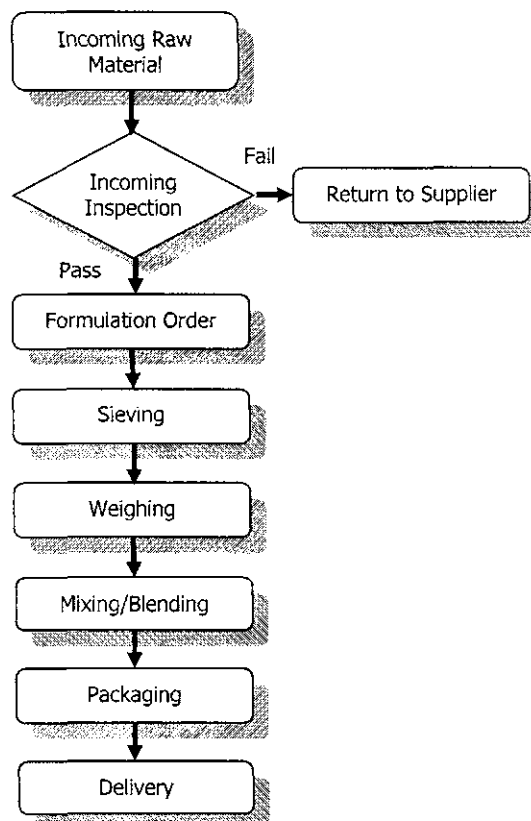 Incoming Raw
Material
Fail
Incoming
Inspection
Return to Supplier
Pass
Formulation Order
Sieving
Weighing
Mixing/Blending
Packaging
Delivery